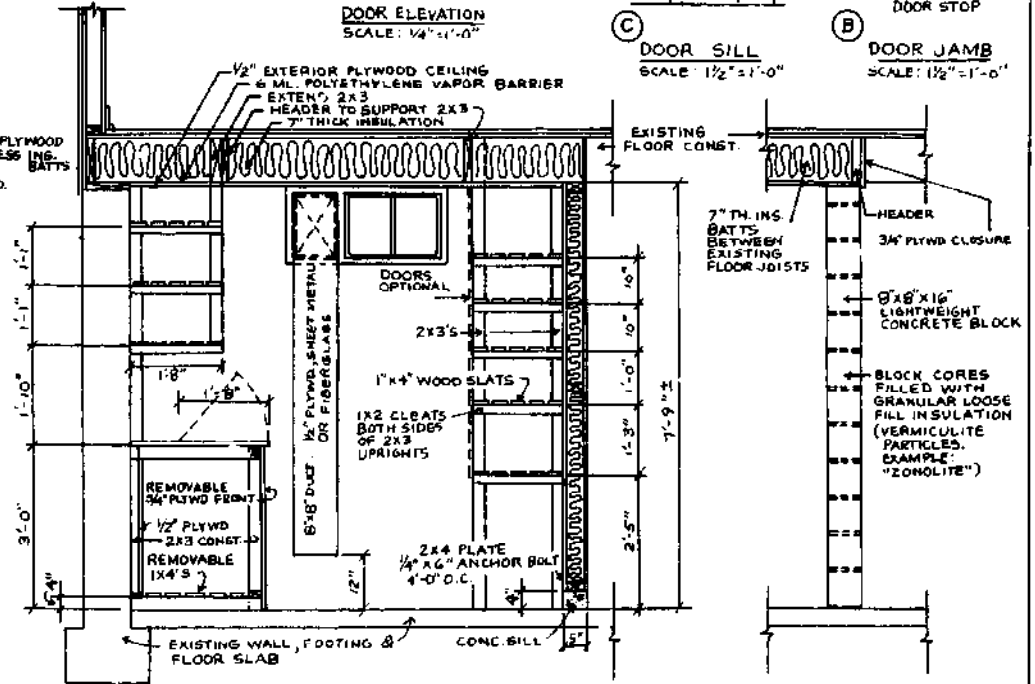 DOOR ELEVATION
SCALE: 1/4"=1'-0"
C
DOOR SILL
SCALE: 1 1/2"=1'-0"
DOOR STOP
B
DOOR JAMB
SCALE: 1 1/2"=1'-0"
1/2" EXTERIOR PLYWOOD CEILING
6 ML. POLYETHYLENE VAPOR BARRIER
EXTEND 2X3
HEADER TO SUPPORT 2X3
7" THICK INSULATION
PLYWOOD
INS.
BATTS
EXISTING
FLOOR CONST.
7" TH. INS.
BATTS
BETWEEN
EXISTING
FLOOR JOISTS
HEADER
3/4" PLYWD CLOSURE
8"X8"X16"
LIGHTWEIGHT
CONCRETE BLOCK
BLOCK CORES
FILLED WITH
GRANULAR LOOSE
FILL INSULATION
(VERMICULITE
PARTICLES.
EXAMPLE:
"ZONOLITE")
DOORS
OPTIONAL
2X3'S
1"X4" WOOD SLATS
1X2 CLEATS
BOTH SIDES
OF 2X3
UPRIGHTS
8"X8" DUCT 1/2" PLYWD, SHEET METAL
OR FIBERGLASS
1'-1"
1'-1"
1'-10"
3'-0"
4"
1'-8"
1'-8"
REMOVABLE
3/4" PLYWD FRONT
1/2" PLYWD
2X3 CONST.
REMOVABLE
1X4'S
12"
2X4 PLATE
1/4" X 6" ANCHOR BOLT
4'-0" O.C.
4"
10"
10"
1'-0"
1'-3"
2'-5"
7'-9" ±
5"
EXISTING WALL, FOOTING &
FLOOR SLAB
CONC. SILL